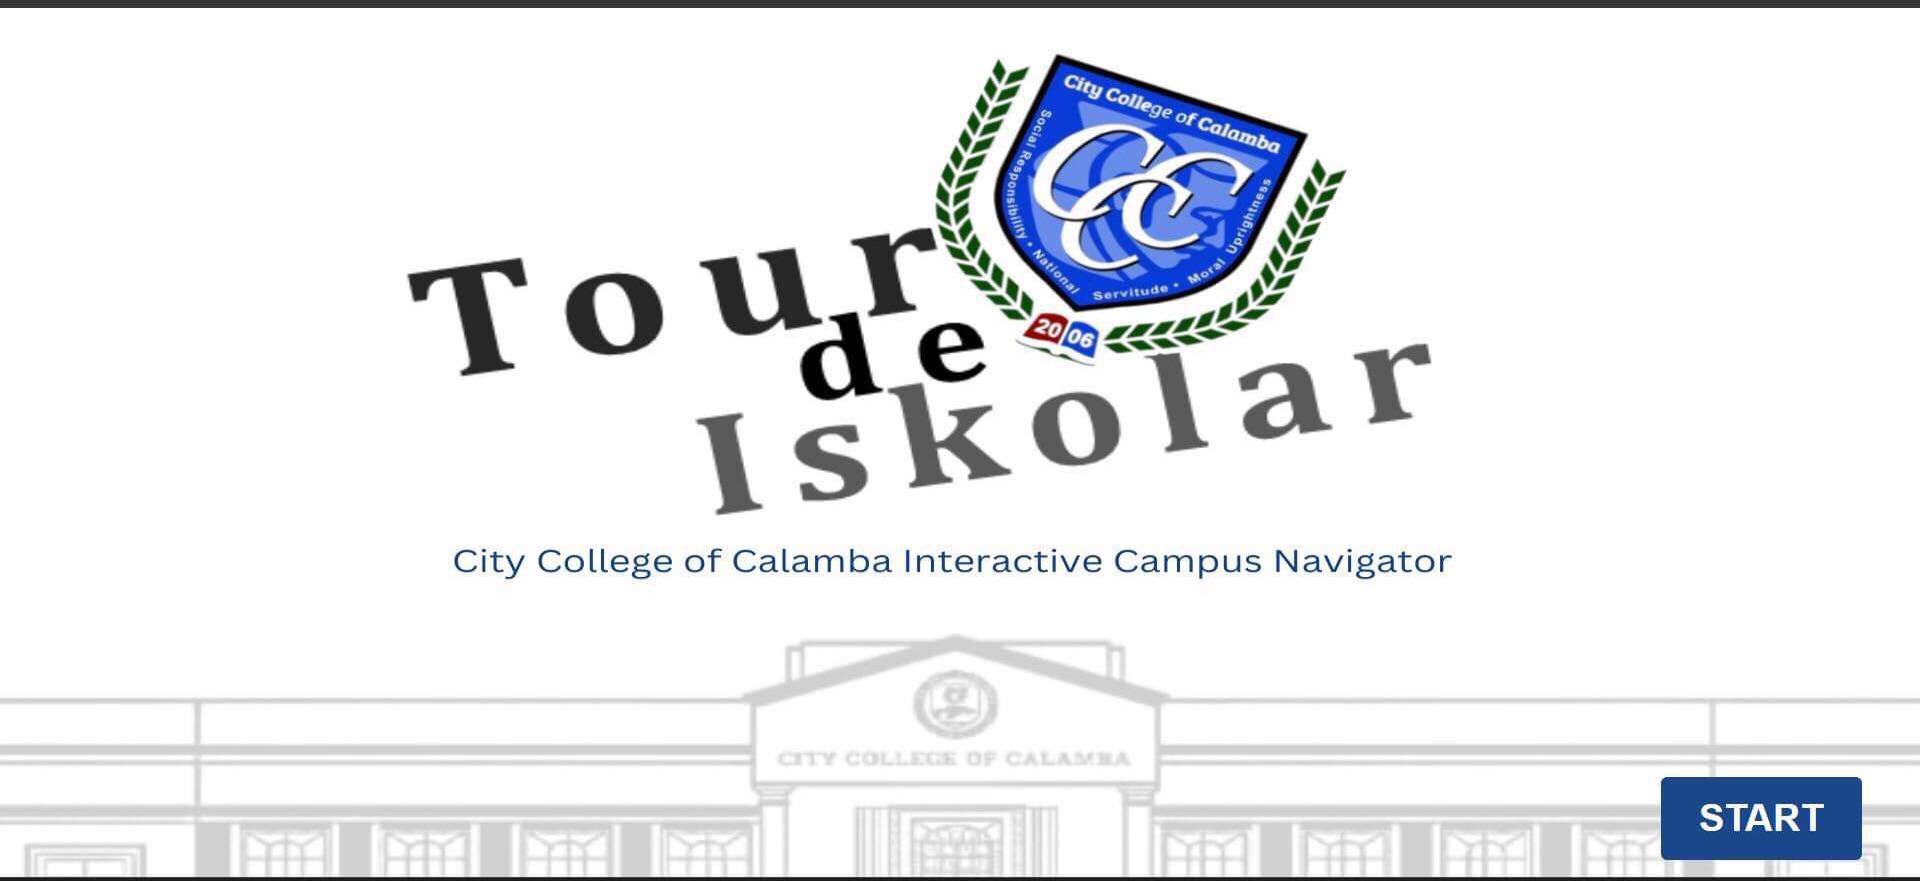 City College of Calamba
CCC
Social Responsibility • National Servitude • Moral Uprightness
2006
Tour
de
Iskolar
City College of Calamba Interactive Campus Navigator
CITY COLLEGE OF CALAMBA
START